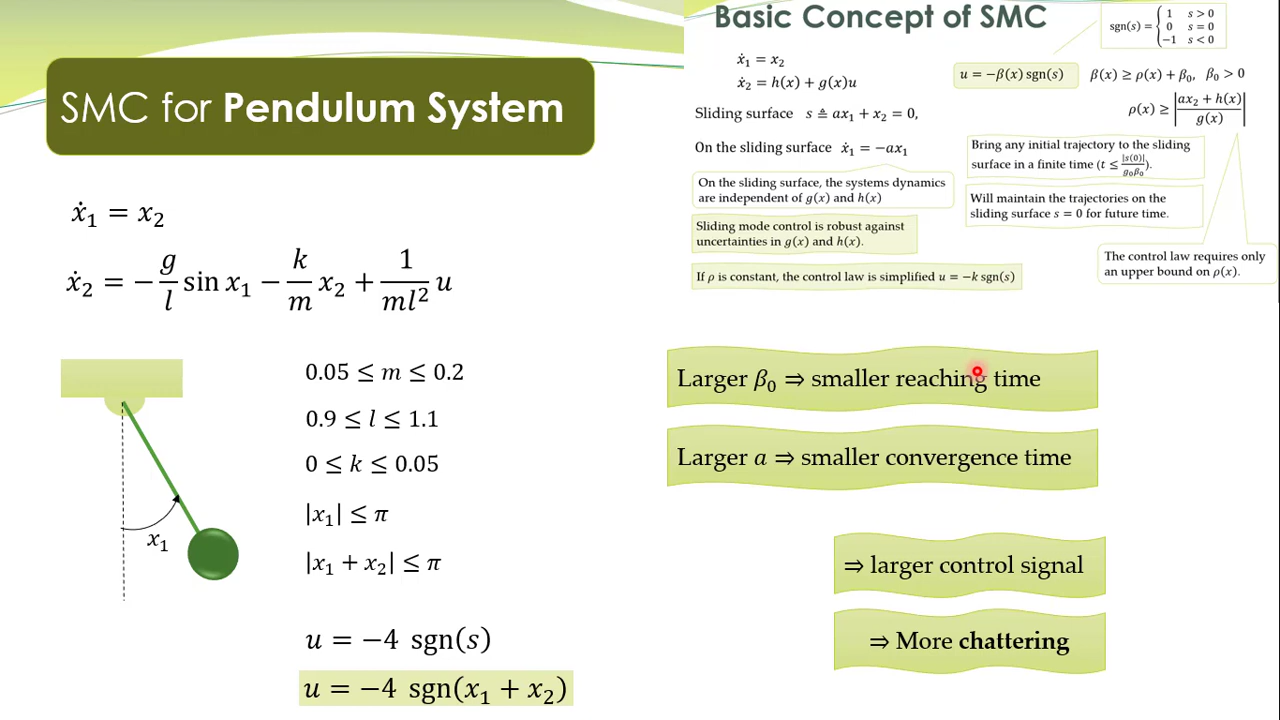 SMC for Pendulum System
ẋ₁ = x₂
ẋ₂ = −g/l sin x₁ − k/m x₂ + 1/ml² u
x₁
0.05 ≤ m ≤ 0.2
0.9 ≤ l ≤ 1.1
0 ≤ k ≤ 0.05
|x₁| ≤ π
|x₁ + x₂| ≤ π
u = −4 sgn(s)
u = −4 sgn(x₁ + x₂)
Basic Concept of SMC
sgn(s) = { 1 s > 0
0 s = 0
−1 s < 0
ẋ₁ = x₂
ẋ₂ = h(x) + g(x)u
u = −β(x) sgn(s)
β(x) ≥ ρ(x) + β₀, β₀ > 0
ρ(x) ≥ |ax₂ + h(x) / g(x)|
Sliding surface s ≜ ax₁ + x₂ = 0,
On the sliding surface ẋ₁ = −ax₁
On the sliding surface, the systems dynamics
are independent of g(x) and h(x)
Sliding mode control is robust against
uncertainties in g(x) and h(x).
If ρ is constant, the control law is simplified u = −k sgn(s)
Bring any initial trajectory to the sliding
surface in a finite time (t ≤ |s(0)|/g₀β₀).
Will maintain the trajectories on the
sliding surface s = 0 for future time.
The control law requires only
an upper bound on ρ(x).
Larger β₀ ⇒ smaller reaching time
Larger a ⇒ smaller convergence time
⇒ larger control signal
⇒ More chattering